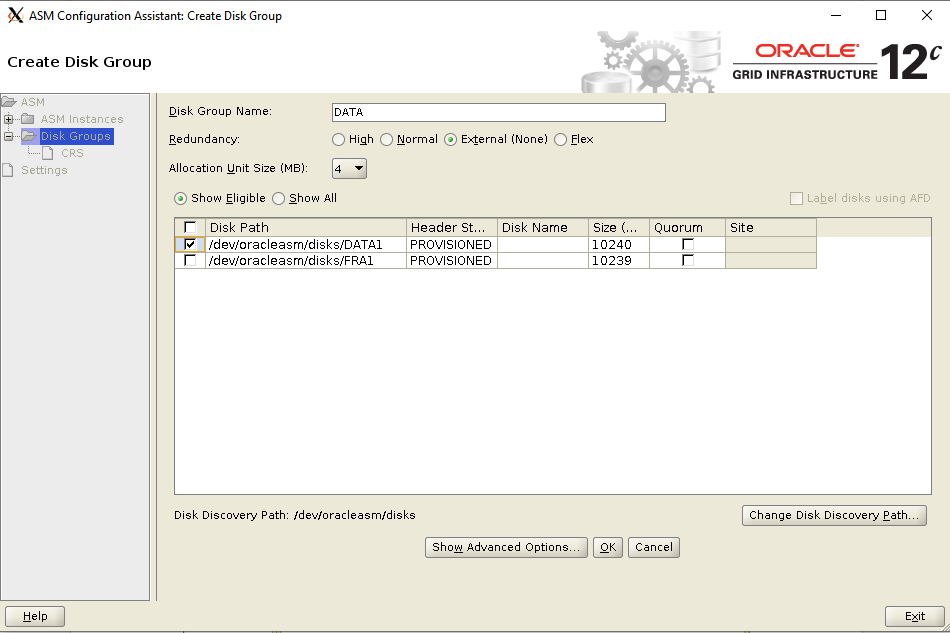 ASM Configuration Assistant: Create Disk Group
Create Disk Group
ORACLE
GRID INFRASTRUCTURE
12c
ASM
ASM Instances
Disk Groups
CRS
Settings
Disk Group Name: DATA
Redundancy: High Normal External (None) Flex
Allocation Unit Size (MB): 4
Show Eligible Show All Label disks using AFD
Disk Path Header St... Disk Name Size (... Quorum Site
/dev/oracleasm/disks/DATA1 PROVISIONED 10240
/dev/oracleasm/disks/FRA1 PROVISIONED 10239
Disk Discovery Path: /dev/oracleasm/disks Change Disk Discovery Path...
Show Advanced Options... OK Cancel
Help Exit